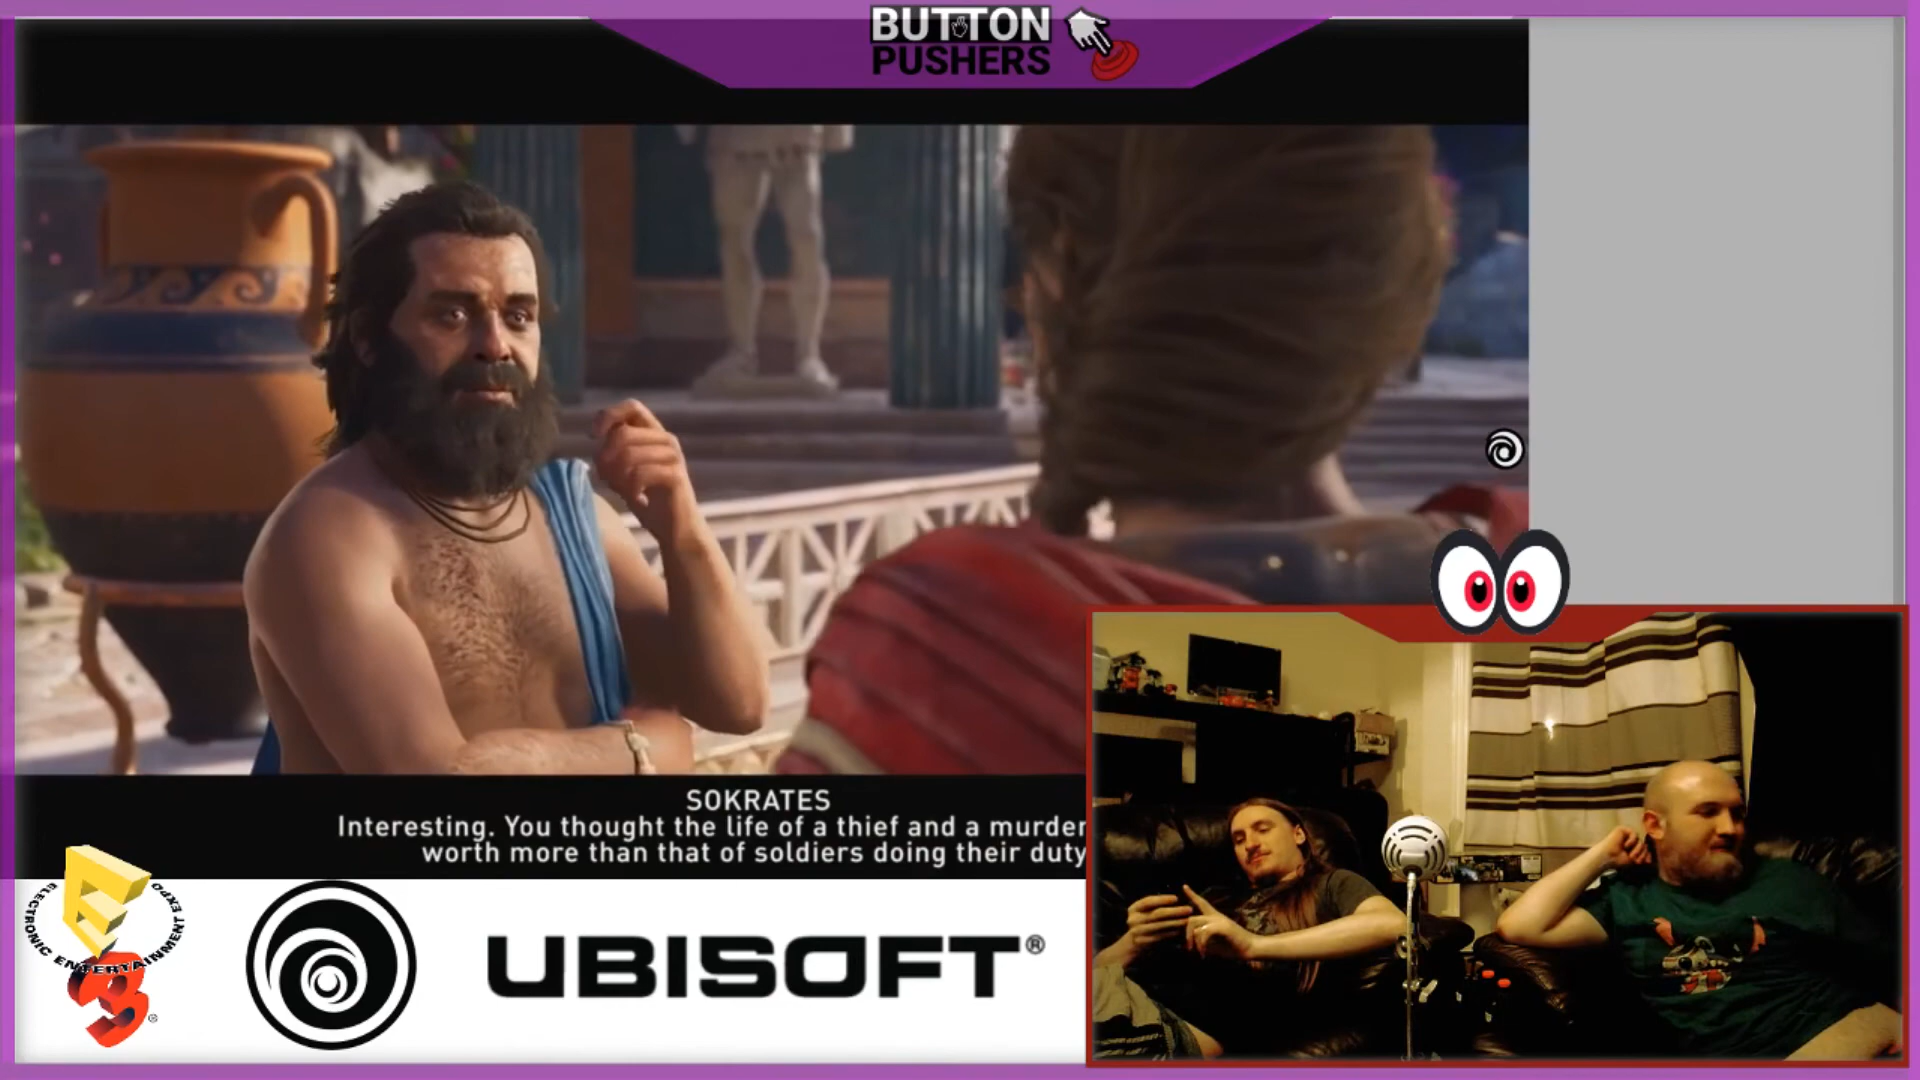 BUTTON
PUSHERS
SOKRATES
Interesting. You thought the life of a thief and a murder
worth more than that of soldiers doing their duty
ELECTRONIC ENTERTAINMENT EXPO
E3
®
UBISOFT®